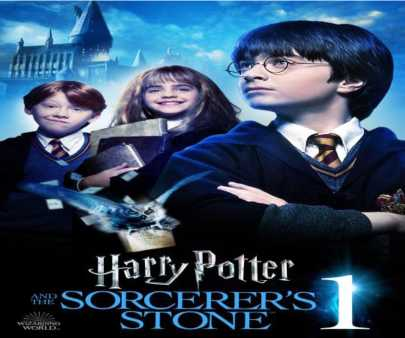 Harry Potter
AND THE SORCERER'S
STONE
1
WIZARDING
WORLD